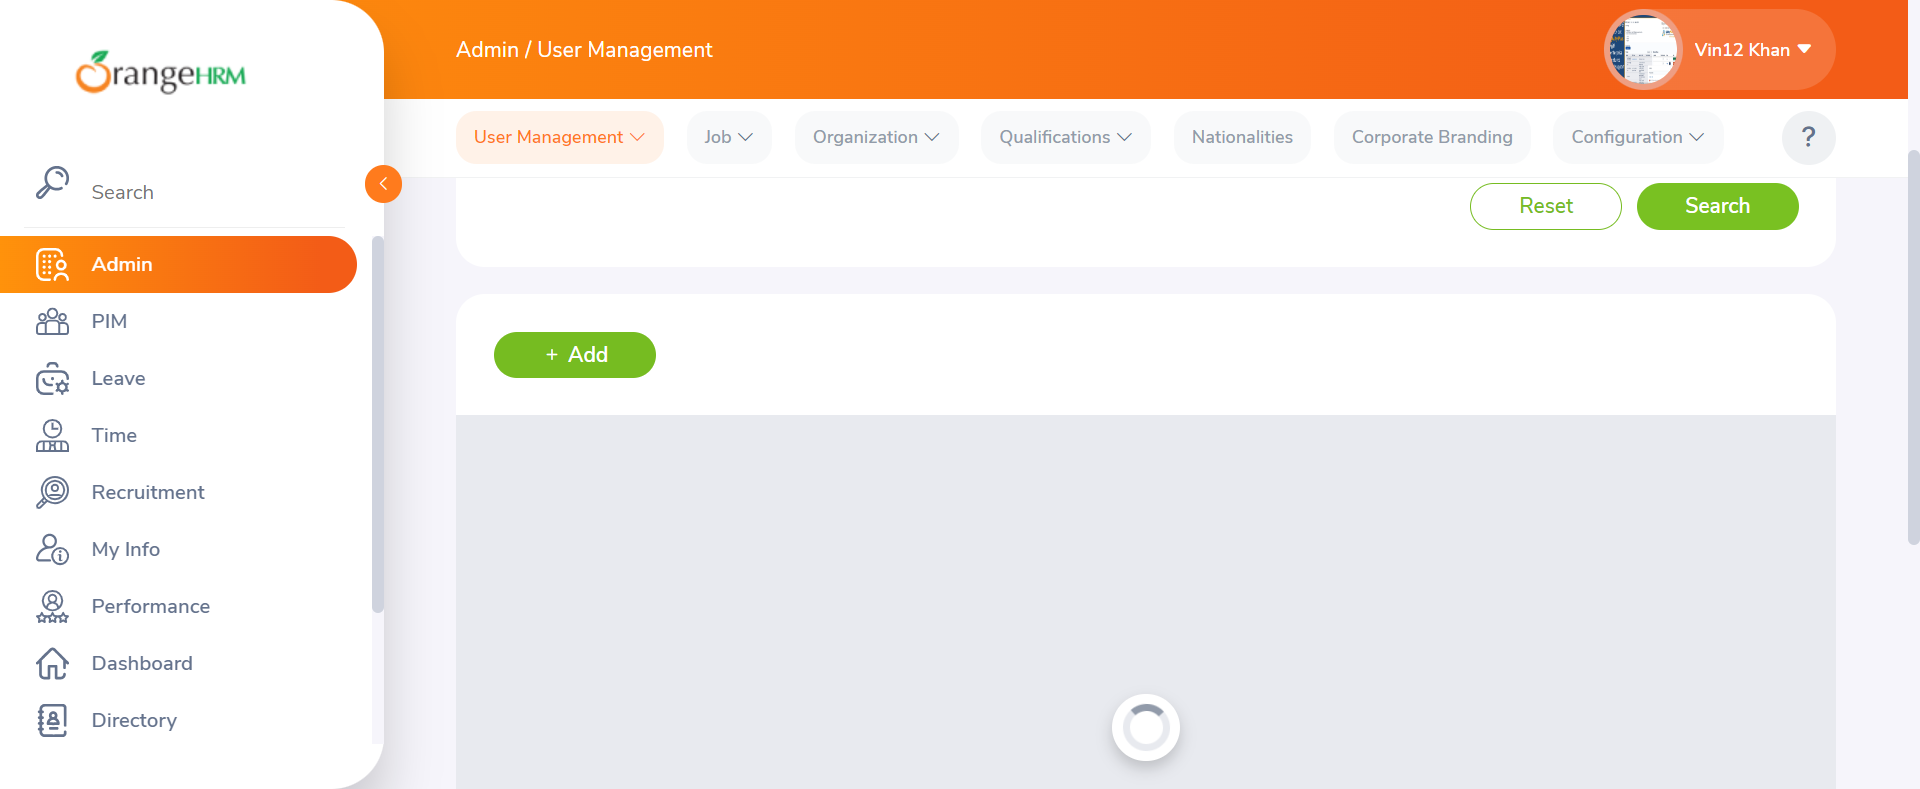 OrangeHRM
Admin / User Management
Vin12 Khan
User Management
Job
Organization
Qualifications
Nationalities
Corporate Branding
Configuration
?
Search
Admin
PIM
Leave
Time
Recruitment
My Info
Performance
Dashboard
Directory
Reset
Search
+ Add